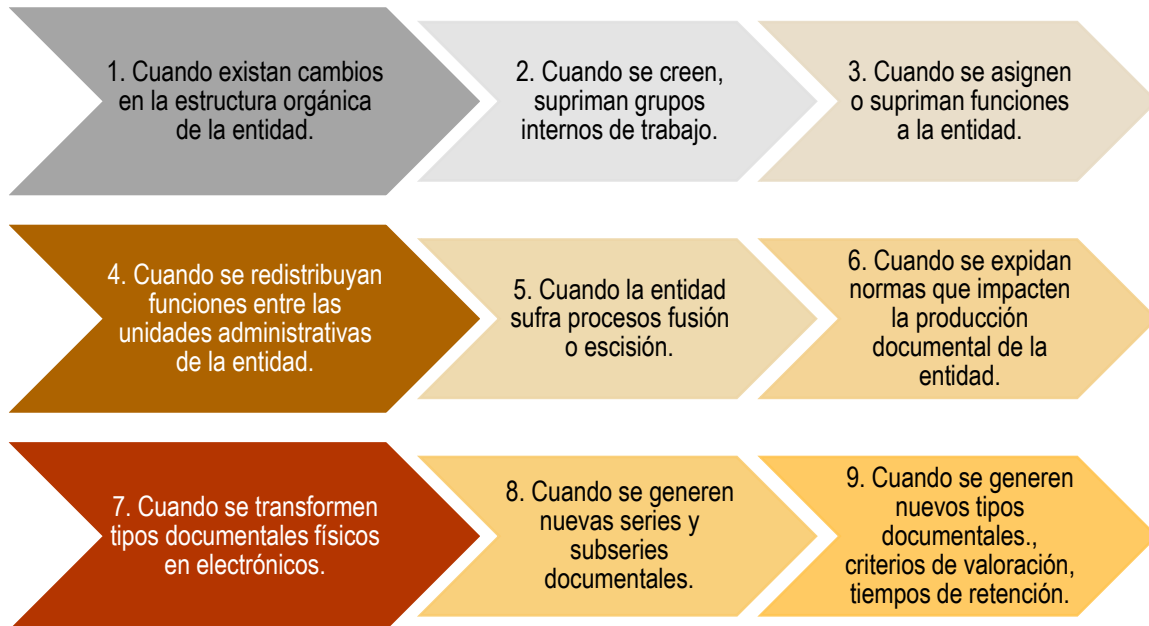 1. Cuando existan cambios
en la estructura orgánica
de la entidad.
2. Cuando se creen,
supriman grupos
internos de trabajo.
3. Cuando se asignen
o supriman funciones
a la entidad.
4. Cuando se redistribuyan
funciones entre las
unidades administrativas
de la entidad.
5. Cuando la entidad
sufra procesos fusión
o escisión.
6. Cuando se expidan
normas que impacten
la producción
documental de la
entidad.
7. Cuando se transformen
tipos documentales físicos
en electrónicos.
8. Cuando se generen
nuevas series y
subseries
documentales.
9. Cuando se generen
nuevos tipos
documentales.,
criterios de valoración,
tiempos de retención.